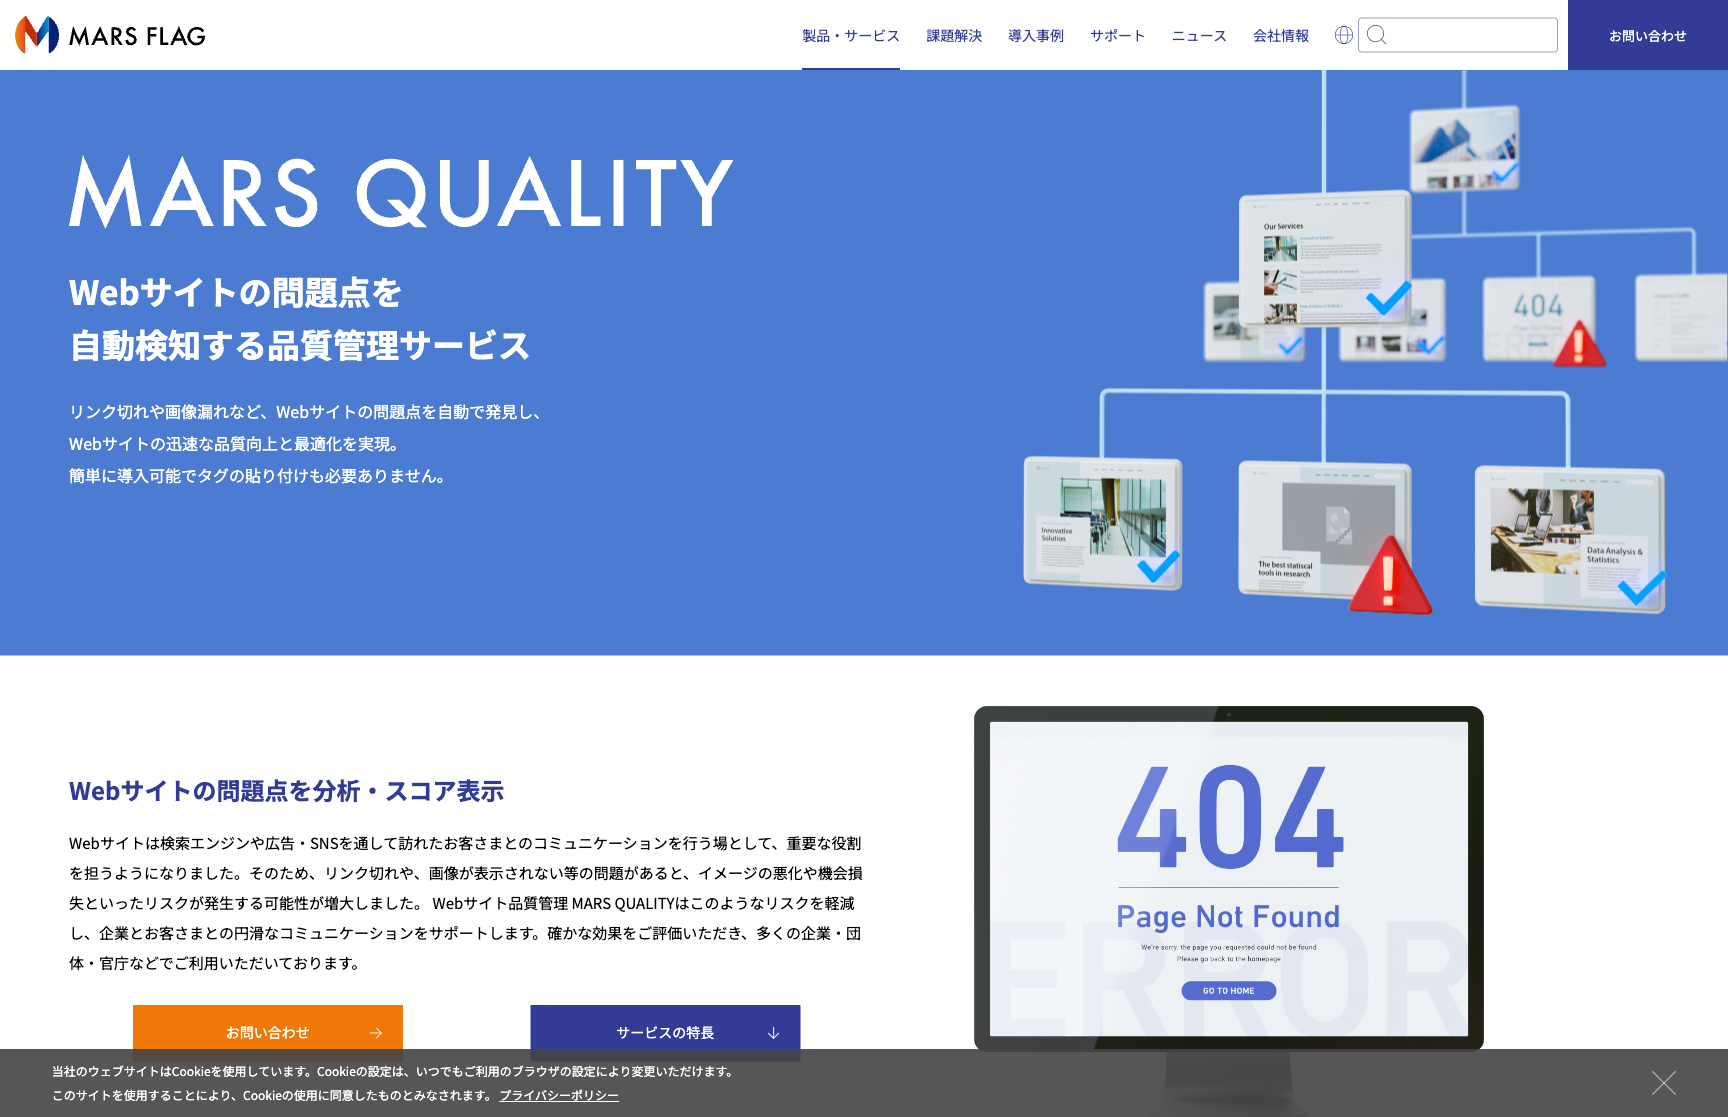 MARS FLAG
製品・サービス
課題解決
導入事例
サポート
ニュース
会社情報
お問い合わせ
MARS QUALITY
Webサイトの問題点を
自動検知する品質管理サービス
リンク切れや画像漏れなど、Webサイトの問題点を自動で発見し、
Webサイトの迅速な品質向上と最適化を実現。
簡単に導入可能でタグの貼り付けも必要ありません。
Our Services
404
Page Not Found
Innovative
Solution
The best statiscal
tools in research
Data Analysis &
Statistics
Webサイトの問題点を分析・スコア表示
Webサイトは検索エンジンや広告・SNSを通して訪れたお客さまとのコミュニケーションを行う場として、重要な役割
を担うようになりました。そのため、リンク切れや、画像が表示されない等の問題があると、イメージの悪化や機会損
失といったリスクが発生する可能性が増大しました。 Webサイト品質管理 MARS QUALITYはこのようなリスクを軽減
し、企業とお客さまとの円滑なコミュニケーションをサポートします。確かな効果をご評価いただき、多くの企業・団
体・官庁などでご利用いただいております。
お問い合わせ
サービスの特長
ERROR
404
Page Not Found
We're sorry, the page you requested could not be found
Please go back to the homepage
GO TO HOME
当社のウェブサイトはCookieを使用しています。Cookieの設定は、いつでもご利用のブラウザの設定により変更いただけます。
このサイトを使用することにより、Cookieの使用に同意したものとみなされます。 プライバシーポリシー